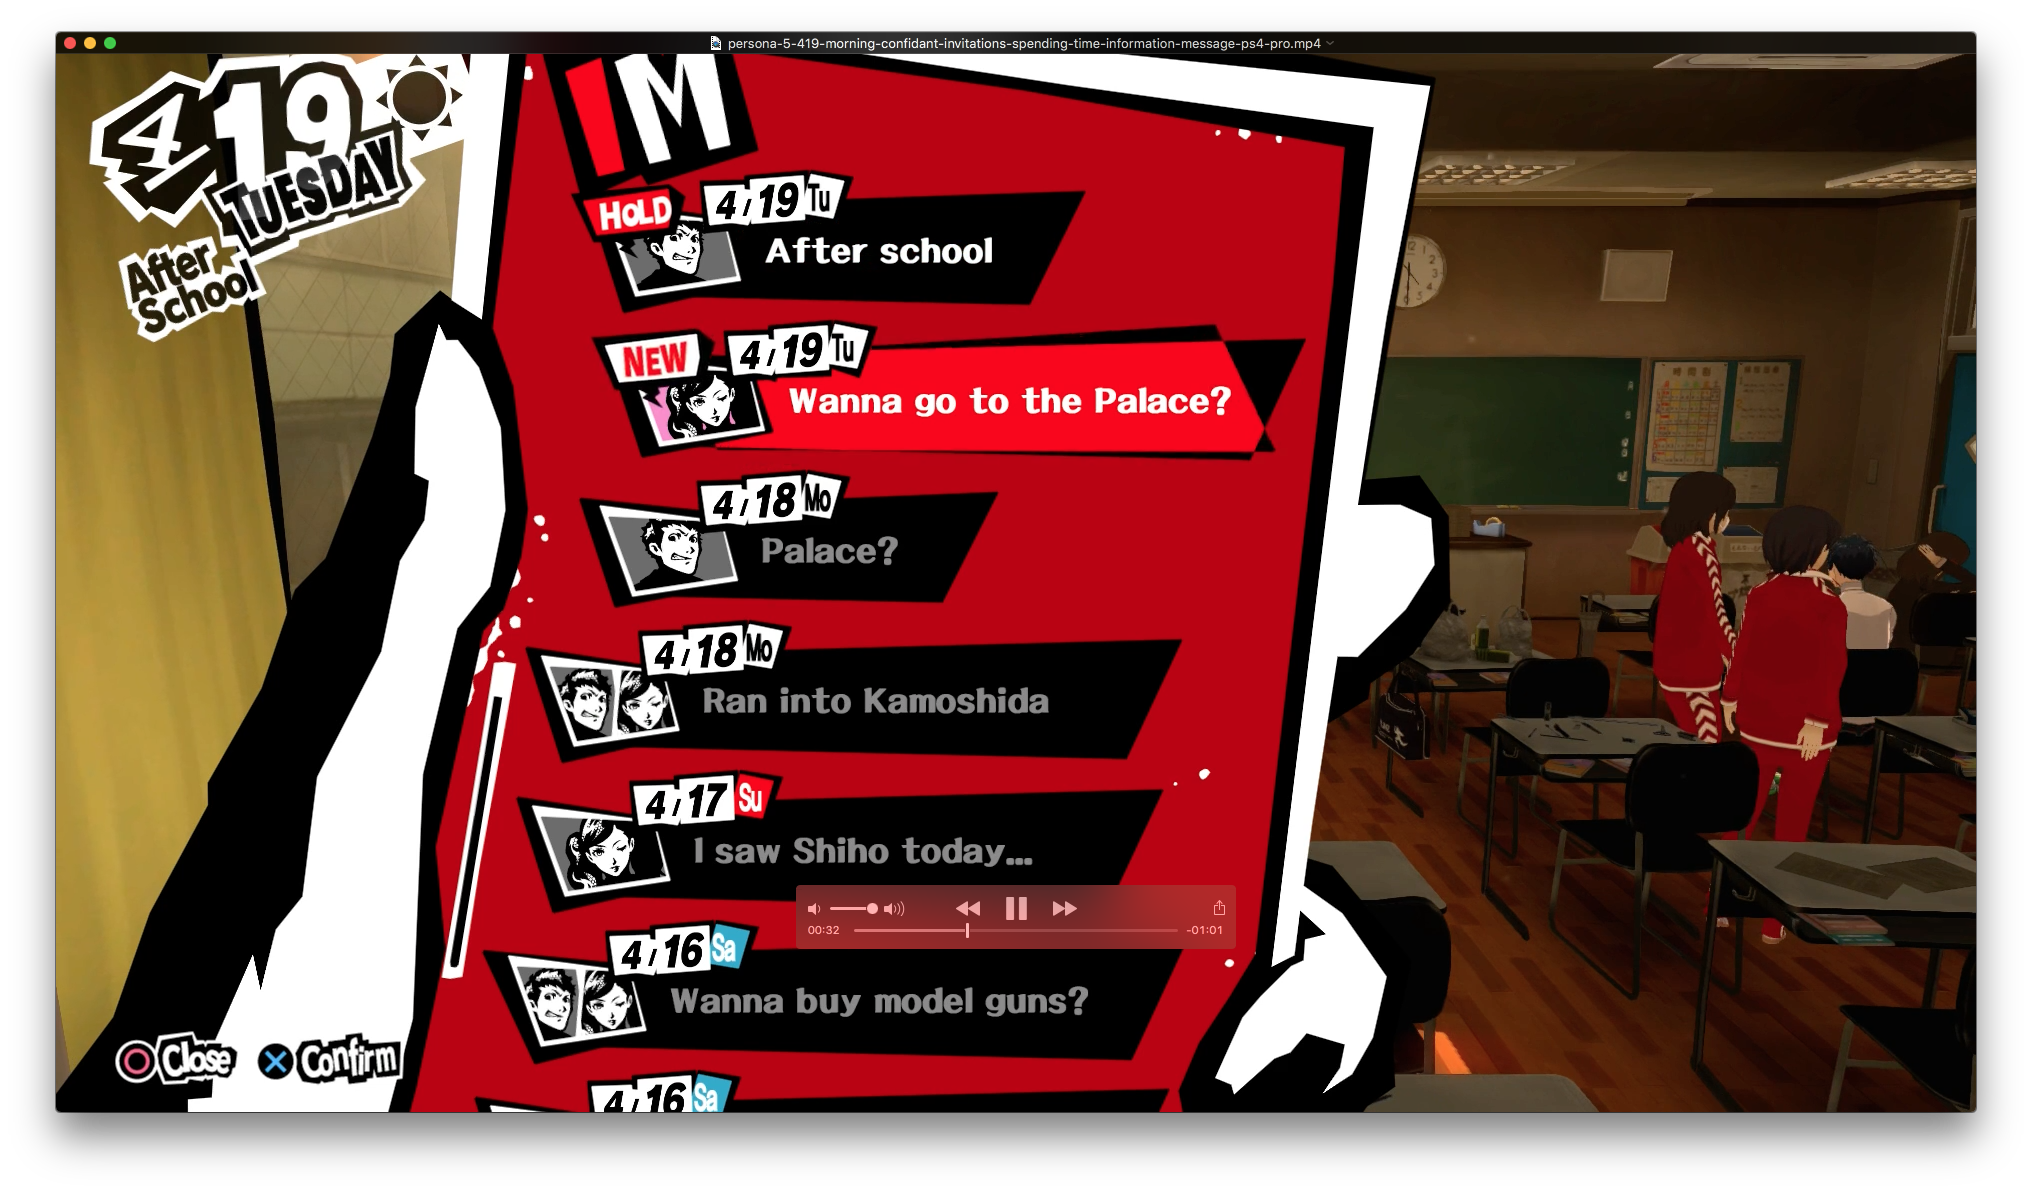 persona-5-419-morning-confidant-invitations-spending-time-information-message-ps4-pro.mp4
4 19
TUESDAY
After School
IM
HOLD 4/19 Tu
After school
NEW 4/19 Tu
Wanna go to the Palace?
4/18 Mo
Palace?
4/18 Mo
Ran into Kamoshida
4/17 Su
I saw Shiho today...
00:32 -01:01
4/16 Sa
Wanna buy model guns?
4/16 Sa
Close Confirm